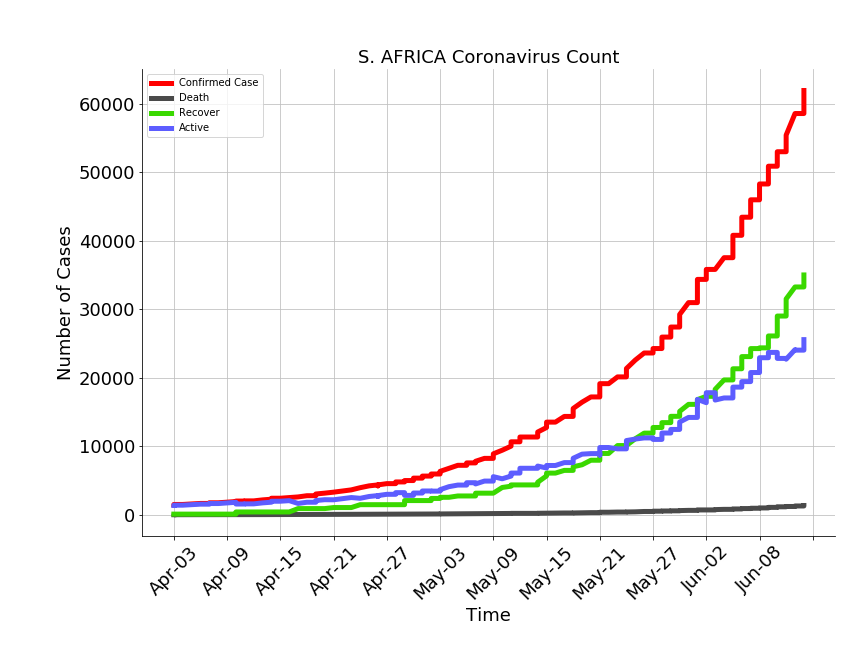 S. AFRICA Coronavirus Count
Confirmed Case
Death
Recover
Active
60000
50000
40000
30000
20000
10000
0
Number of Cases
Apr-03
Apr-09
Apr-15
Apr-21
Apr-27
May-03
May-09
May-15
May-21
May-27
Jun-02
Jun-08
Time